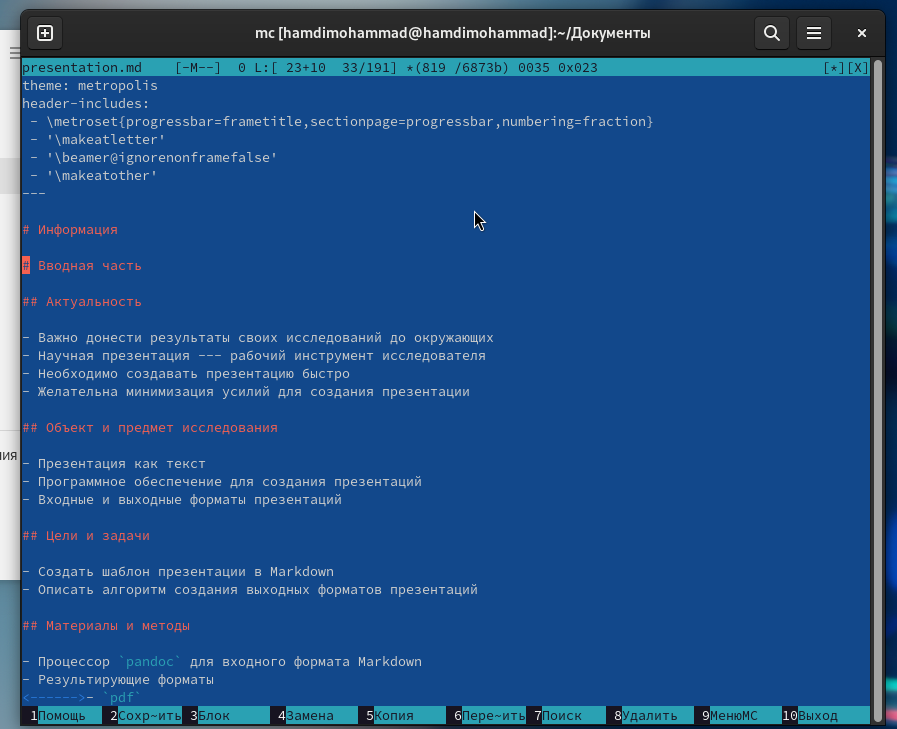 mc [hamdimohammad@hamdimohammad]:~/Документы
presentation.md [-M--] 0 L:[ 23+10 33/191] *(819 /6873b) 0035 0x023 [*][X]
theme: metropolis
header-includes:
- \metroset{progressbar=frametitle,sectionpage=progressbar,numbering=fraction}
- '\makeatletter'
- '\beamer@ignorenonframefalse'
- '\makeatother'
---
# Информация
# Вводная часть
## Актуальность
- Важно донести результаты своих исследований до окружающих
- Научная презентация --- рабочий инструмент исследователя
- Необходимо создавать презентацию быстро
- Желательна минимизация усилий для создания презентации
## Объект и предмет исследования
ния
- Презентация как текст
- Программное обеспечение для создания презентаций
- Входные и выходные форматы презентаций
## Цели и задачи
- Создать шаблон презентации в Markdown
- Описать алгоритм создания выходных форматов презентаций
## Материалы и методы
- Процессор `pandoc` для входного формата Markdown
- Результирующие форматы
<------>- `pdf`
1Помощь 2Сохр~ить 3Блок 4Замена 5Копия 6Пере~ить 7Поиск 8Удалить 9МенюМС 10Выход